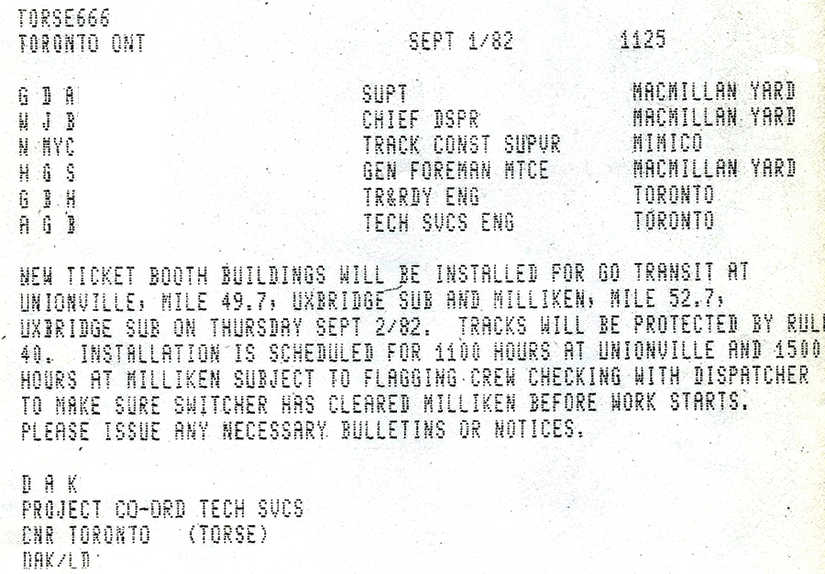 TORSE666
TORONTO ONT SEPT 1/82 1125
G D A SUPT MACMILLAN YARD
W J B CHIEF DSPR MACMILLAN YARD
N MYC TRACK CONST SUPVR MIMICO
H G S GEN FOREMAN MTCE MACMILLAN YARD
G B H TR&RDY ENG TORONTO
A G B TECH SVCS ENG TORONTO
NEW TICKET BOOTH BUILDINGS WILL BE INSTALLED FOR GO TRANSIT AT
UNIONVILLE, MILE 49.7, UXBRIDGE SUB AND MILLIKEN, MILE 52.7,
UXBRIDGE SUB ON THURSDAY SEPT 2/82. TRACKS WILL BE PROTECTED BY RULE
40. INSTALLATION IS SCHEDULED FOR 1100 HOURS AT UNIONVILLE AND 1500
HOURS AT MILLIKEN SUBJECT TO FLAGGING CREW CHECKING WITH DISPATCHER
TO MAKE SURE SWITCHER HAS CLEARED MILLIKEN BEFORE WORK STARTS.
PLEASE ISSUE ANY NECESSARY BULLETINS OR NOTICES.
D A K
PROJECT CO-ORD TECH SVCS
CNR TORONTO (TORSE)
DAK/LD